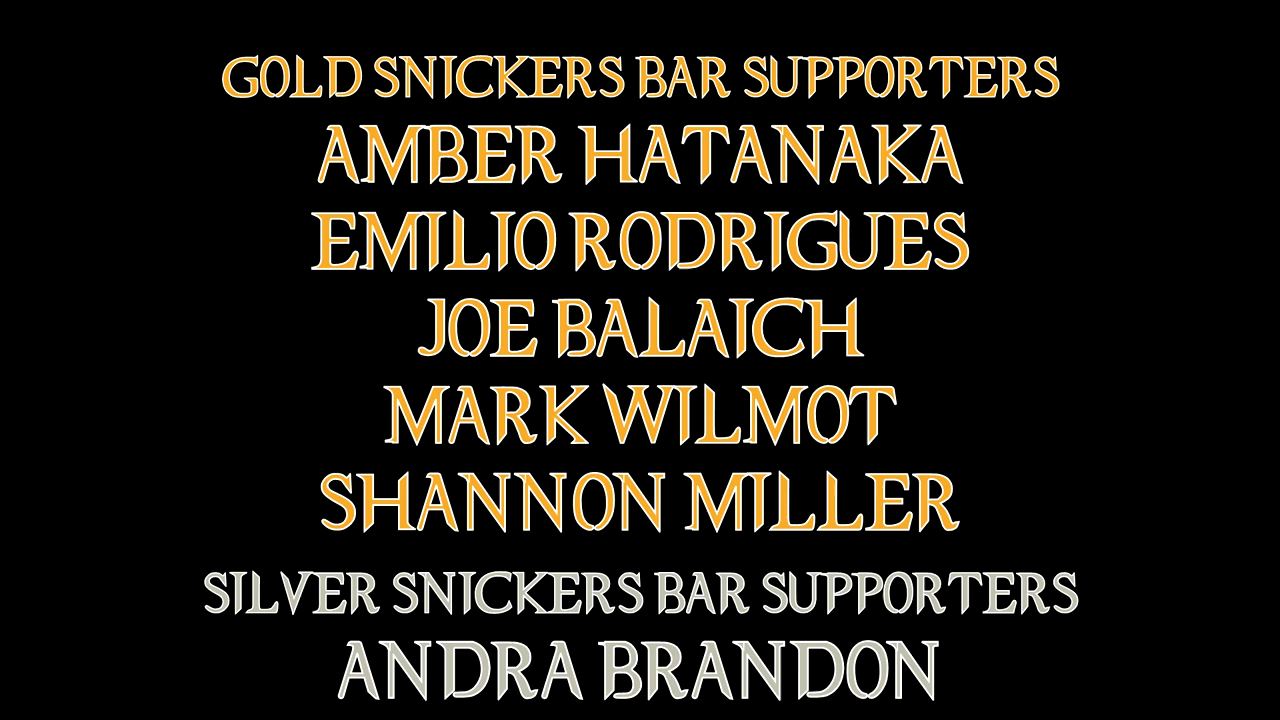 GOLD SNICKERS BAR SUPPORTERS
AMBER HATANAKA
EMILIO RODRIGUES
JOE BALAICH
MARK WILMOT
SHANNON MILLER
SILVER SNICKERS BAR SUPPORTERS
ANDRA BRANDON